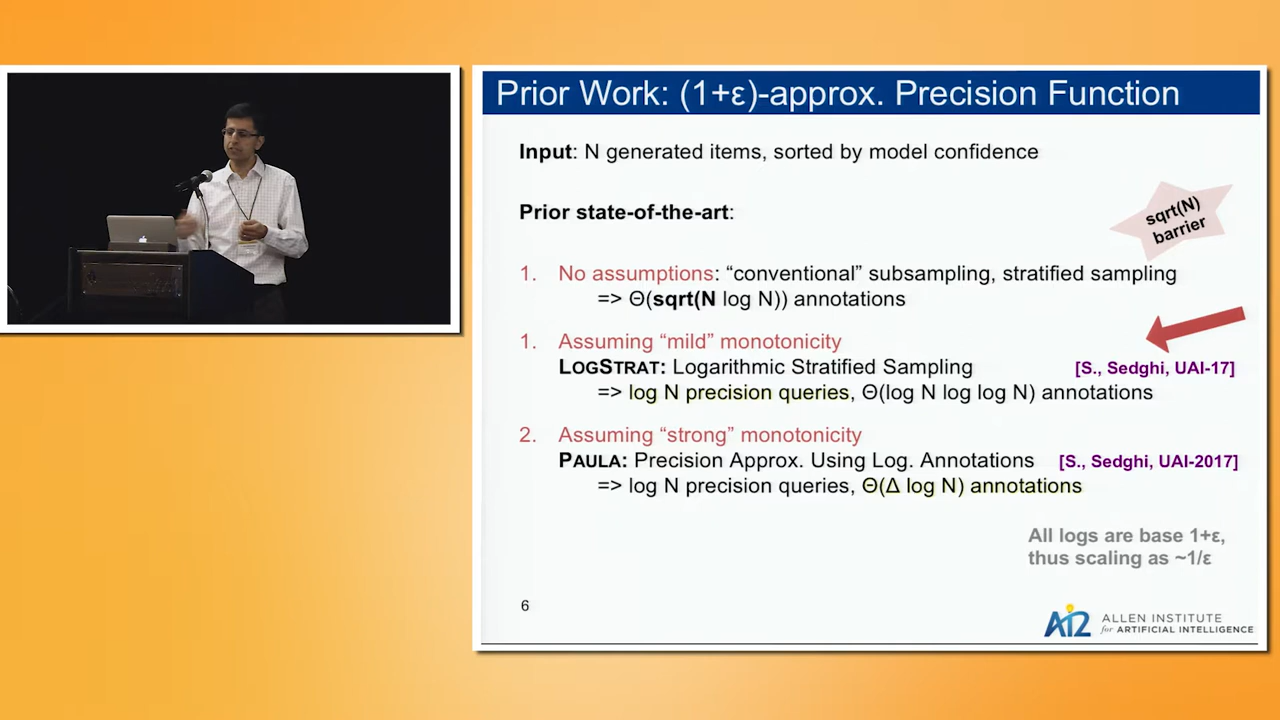 Prior Work: (1+ε)-approx. Precision Function
Input: N generated items, sorted by model confidence
Prior state-of-the-art:
sqrt(N)
barrier
1. No assumptions: “conventional” subsampling, stratified sampling
=> Θ(sqrt(N log N)) annotations
1. Assuming “mild” monotonicity
LOGSTRAT: Logarithmic Stratified Sampling [S., Sedghi, UAI-17]
=> log N precision queries, Θ(log N log log N) annotations
2. Assuming “strong” monotonicity
PAULA: Precision Approx. Using Log. Annotations [S., Sedghi, UAI-2017]
=> log N precision queries, Θ(Δ log N) annotations
All logs are base 1+ε,
thus scaling as ~1/ε
6
AI2 ALLEN INSTITUTE
for ARTIFICIAL INTELLIGENCE